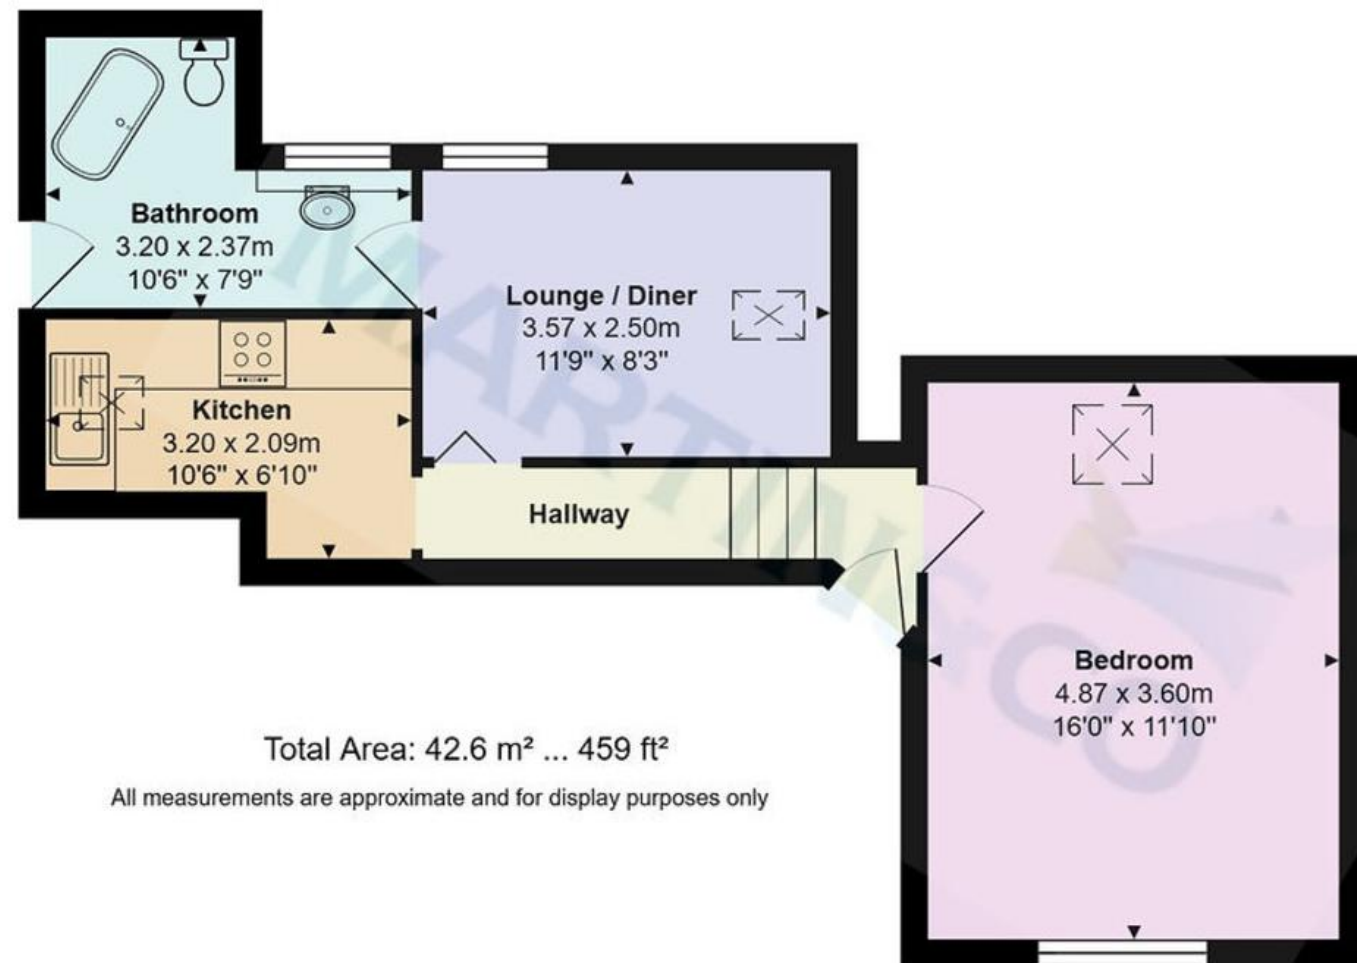 Bathroom
3.20 x 2.37m
10'6" x 7'9"
Lounge / Diner
3.57 x 2.50m
11'9" x 8'3"
Kitchen
3.20 x 2.09m
10'6" x 6'10"
Hallway
Bedroom
4.87 x 3.60m
16'0" x 11'10"
Total Area: 42.6 m² ... 459 ft²
All measurements are approximate and for display purposes only
MARTIN&CO